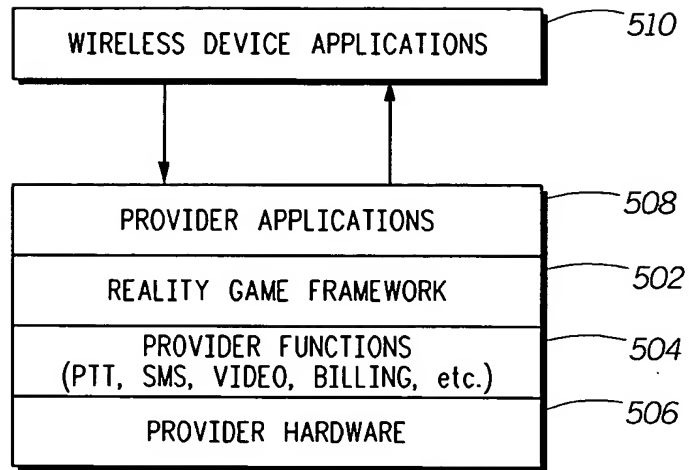 WIRELESS DEVICE APPLICATIONS 510
PROVIDER APPLICATIONS 508
REALITY GAME FRAMEWORK 502
PROVIDER FUNCTIONS 504
(PTT, SMS, VIDEO, BILLING, etc.)
PROVIDER HARDWARE 506